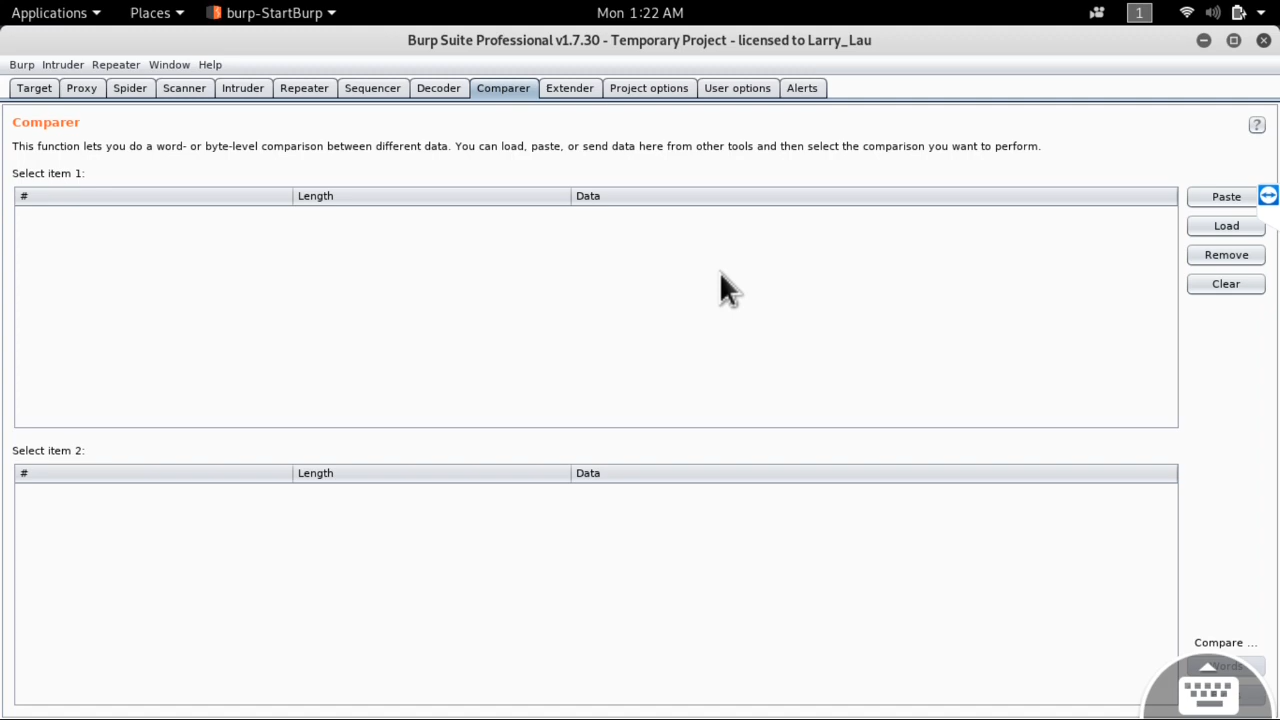 Applications Places burp-StartBurp Mon 1:22 AM 1
Burp Suite Professional v1.7.30 - Temporary Project - licensed to Larry_Lau
Burp Intruder Repeater Window Help
Target Proxy Spider Scanner Intruder Repeater Sequencer Decoder Comparer Extender Project options User options Alerts
Comparer
?
This function lets you do a word- or byte-level comparison between different data. You can load, paste, or send data here from other tools and then select the comparison you want to perform.
Select item 1:
# Length Data
Paste
Load
Remove
Clear
Select item 2:
# Length Data
Compare ...
Words